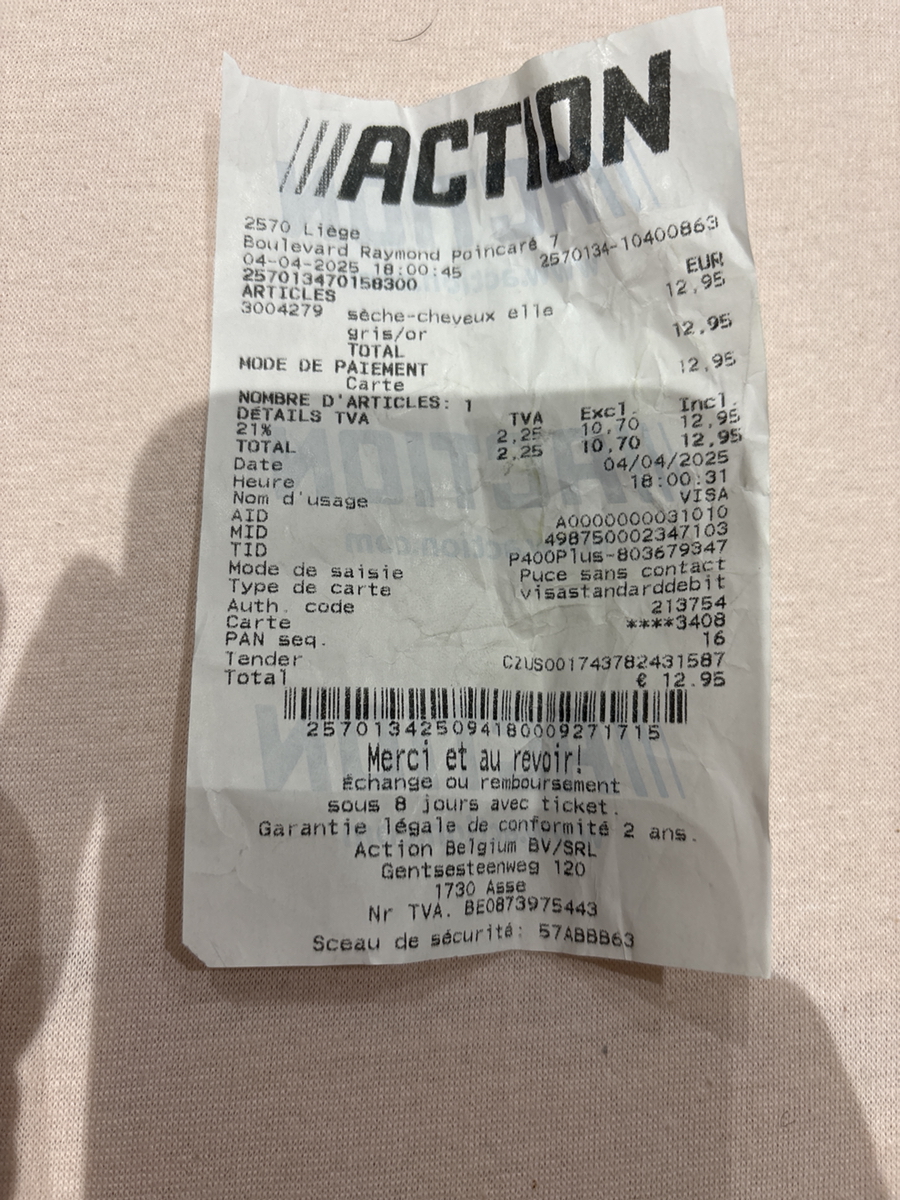 ACTION
2570 Liège
Boulevard Raymond poincaré 7
04-04-2025 18:00:45 2570134-10400863
257013470158300 EUR
ARTICLES 12,95
3004279 sèche-cheveux elle
gris/or
TOTAL 12,95
MODE DE PAIEMENT
Carte 12,95
NOMBRE D'ARTICLES: 1
DÉTAILS TVA TVA Excl. Incl.
21% 2,25 10,70 12,95
TOTAL 2,25 10,70 12,95
Date 04/04/2025
Heure 18:00:31
Nom d'usage VISA
AID A0000000031010
MID 498750002347103
TID P400Plus-803679347
Mode de saisie Puce sans contact
Type de carte visastandarddebit
Auth. code 213754
Carte ****3408
PAN seq. 16
Tender C2US001743782431587
Total € 12.95
257013425094180009271715
Merci et au revoir!
Échange ou remboursement
sous 8 jours avec ticket.
Garantie légale de conformité 2 ans.
Action Belgium BV/SRL
Gentsesteenweg 120
1730 Asse
Nr TVA. BE0873975443
Sceau de sécurité: 57ABBB63